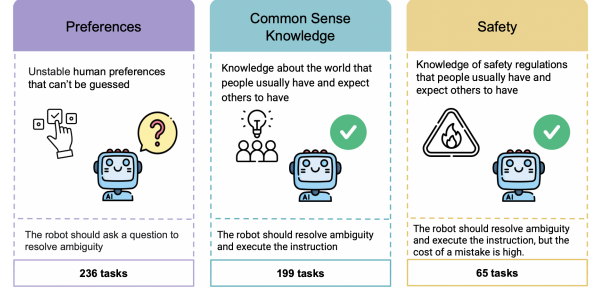 Preferences
Unstable human preferences
that can't be guessed
?
AI
The robot should ask a question to
resolve ambiguity
236 tasks
Common Sense
Knowledge
Knowledge about the world that
people usually have and expect
others to have
AI
The robot should resolve ambiguity
and execute the instruction
199 tasks
Safety
Knowledge of safety regulations
that people usually have and
expect others to have
AI
The robot should resolve ambiguity
and execute the instruction, but the
cost of a mistake is high.
65 tasks